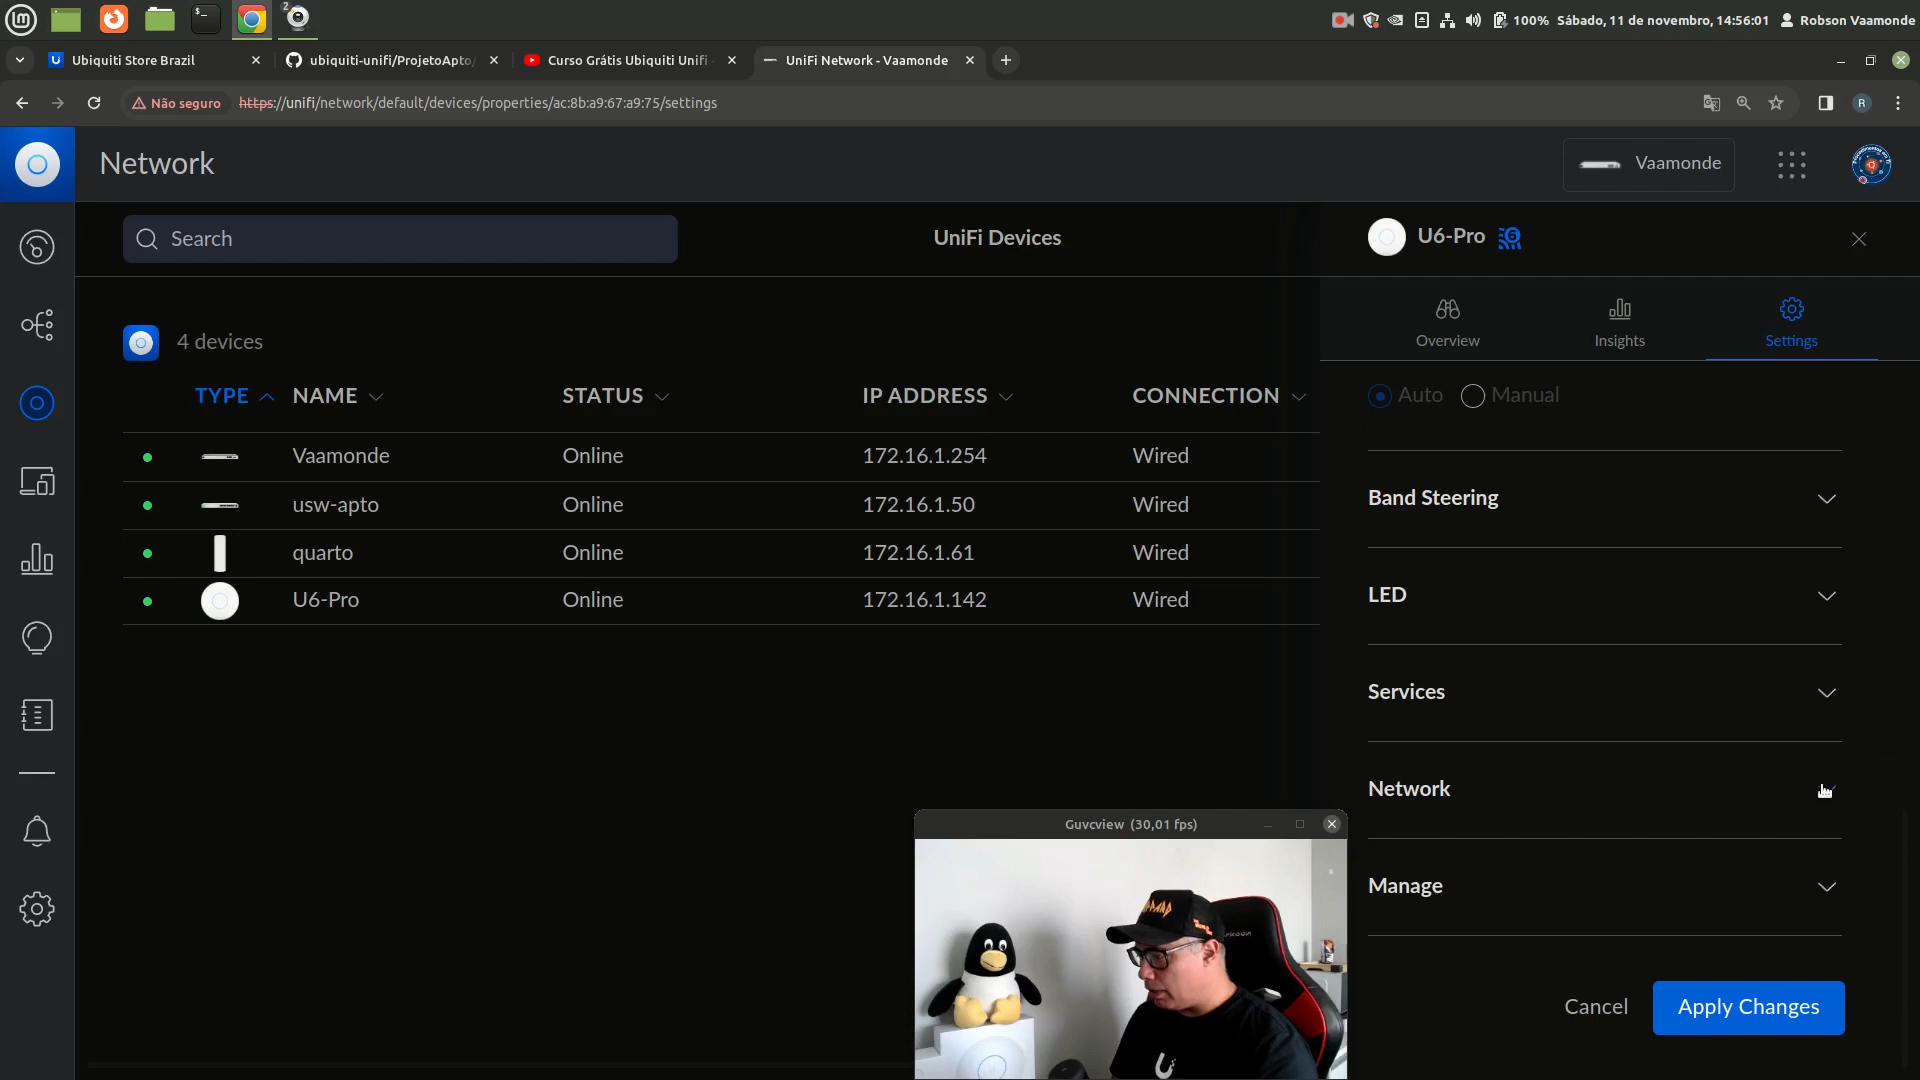 100% Sábado, 11 de novembro, 14:56:01 Robson Vaamonde
Ubiquiti Store Brazil
ubiquiti-unifi/ProjetoApto/
Curso Grátis Ubiquiti Unifi
UniFi Network - Vaamonde
Não seguro https://unifi/network/default/devices/properties/ac:8b:a9:67:a9:75/settings
R
Network
Vaamonde
Search
UniFi Devices
U6-Pro
Overview
Insights
Settings
4 devices
TYPE NAME STATUS IP ADDRESS CONNECTION
Vaamonde Online 172.16.1.254 Wired
usw-apto Online 172.16.1.50 Wired
quarto Online 172.16.1.61 Wired
U6-Pro Online 172.16.1.142 Wired
Auto Manual
Band Steering
LED
Services
Network
Manage
Cancel
Apply Changes
Guvcview (30,01 fps)